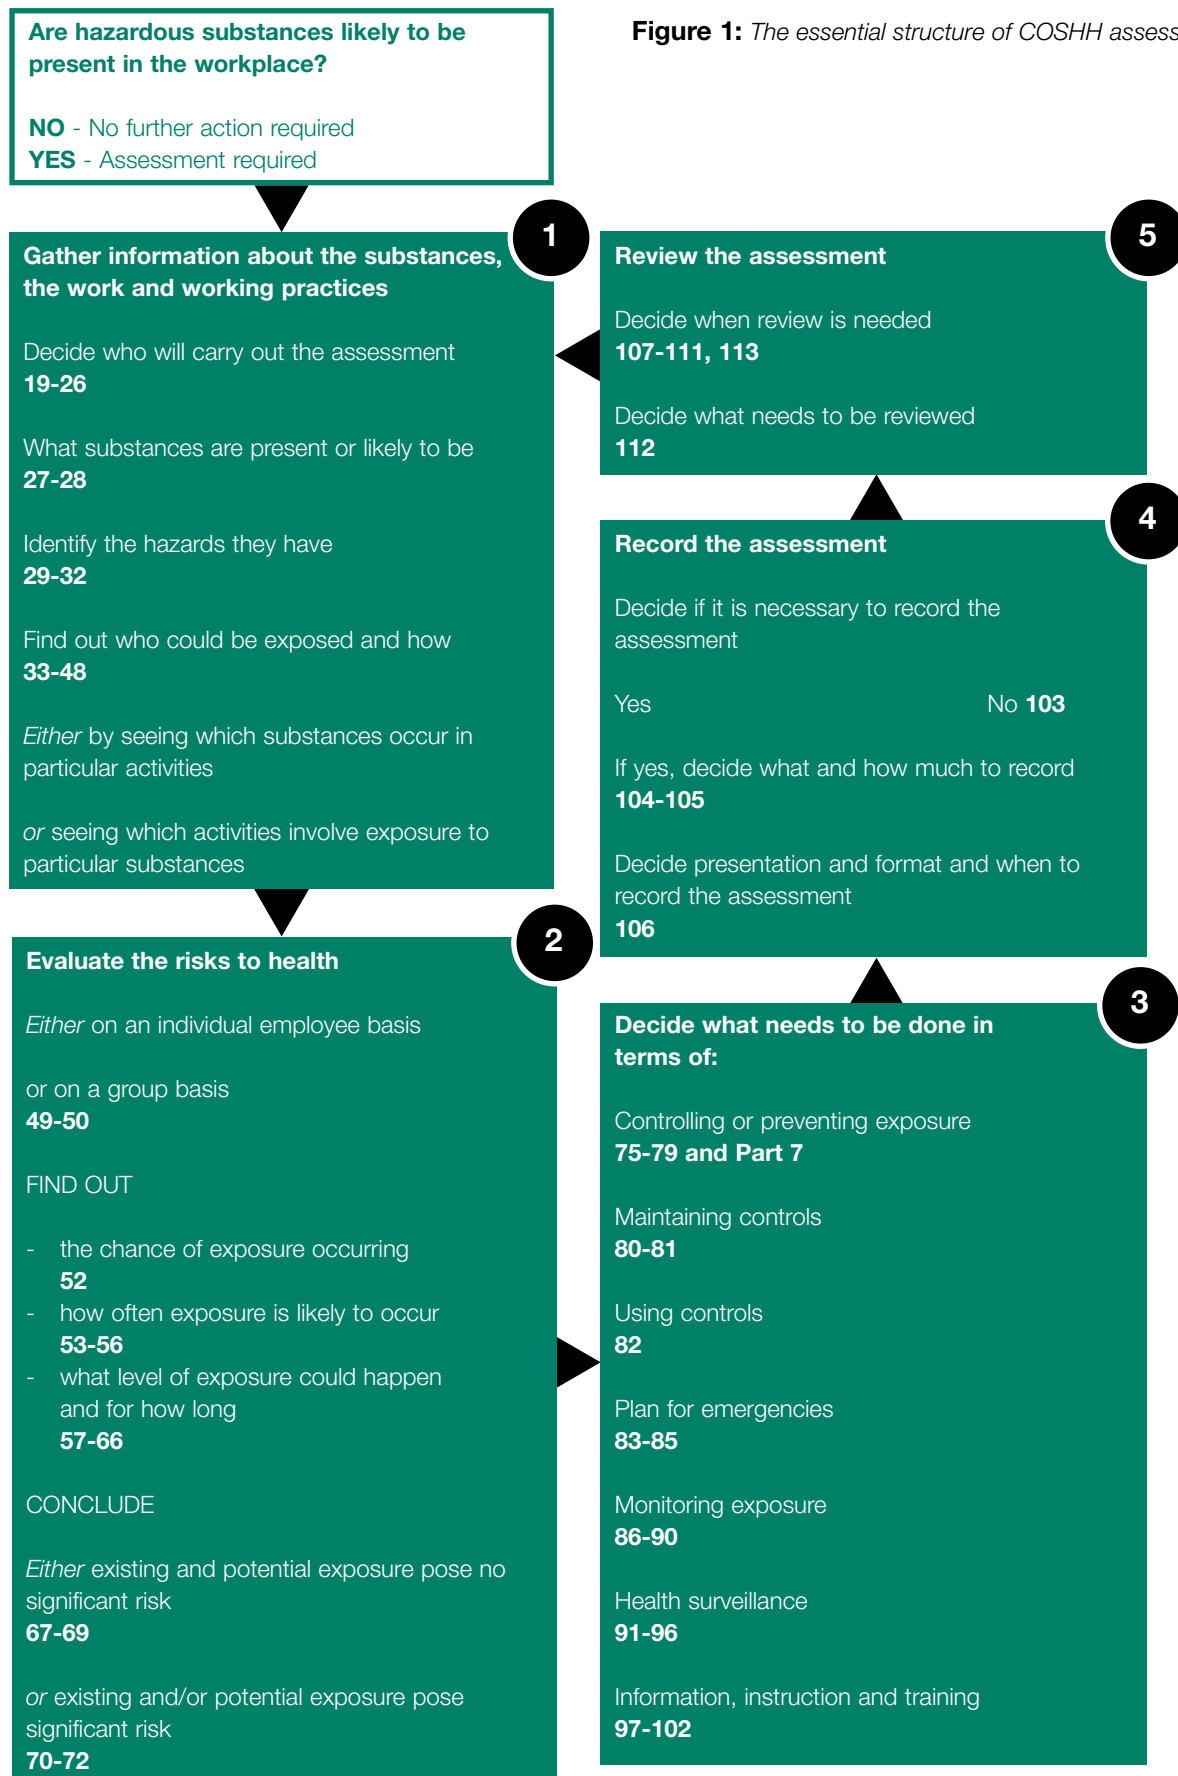 Are hazardous substances likely to be
present in the workplace?
NO - No further action required
YES - Assessment required
Figure 1: The essential structure of COSHH assess
1
Gather information about the substances,
the work and working practices
Decide who will carry out the assessment
19-26
What substances are present or likely to be
27-28
Identify the hazards they have
29-32
Find out who could be exposed and how
33-48
Either by seeing which substances occur in
particular activities
or seeing which activities involve exposure to
particular substances
2
Evaluate the risks to health
Either on an individual employee basis
or on a group basis
49-50
FIND OUT
- the chance of exposure occurring
52
- how often exposure is likely to occur
53-56
- what level of exposure could happen
and for how long
57-66
CONCLUDE
Either existing and potential exposure pose no
significant risk
67-69
or existing and/or potential exposure pose
significant risk
70-72
3
Decide what needs to be done in
terms of:
Controlling or preventing exposure
75-79 and Part 7
Maintaining controls
80-81
Using controls
82
Plan for emergencies
83-85
Monitoring exposure
86-90
Health surveillance
91-96
Information, instruction and training
97-102
4
Record the assessment
Decide if it is necessary to record the
assessment
Yes No 103
If yes, decide what and how much to record
104-105
Decide presentation and format and when to
record the assessment
106
5
Review the assessment
Decide when review is needed
107-111, 113
Decide what needs to be reviewed
112